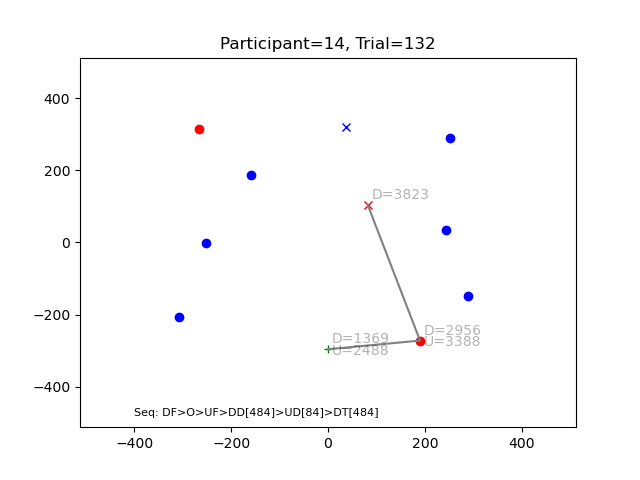 Participant=14, Trial=132
400
200
0
−200
−400
D=3823
D=2956
U=3388
D=1369
U=2488
Seq: DF>O>UF>DD[484]>UD[84]>DT[484]
−400
−200
0
200
400